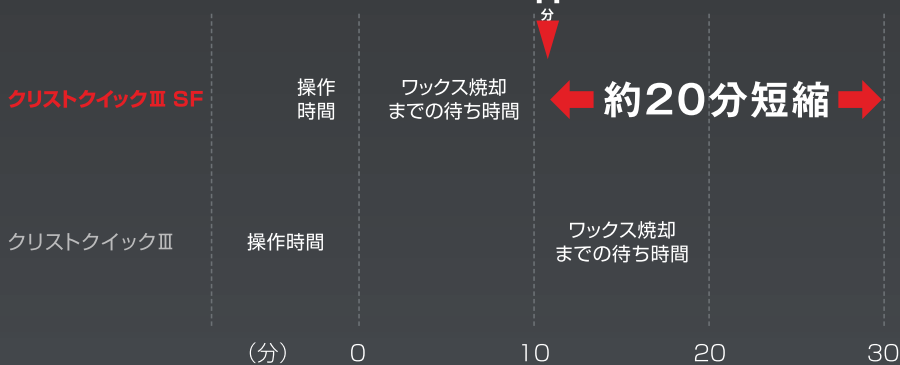 分
クリストクイックⅢ SF
操作
時間
ワックス焼却
までの待ち時間
約20分短縮
クリストクイックⅢ
操作時間
ワックス焼却
までの待ち時間
（分）
0
10
20
30